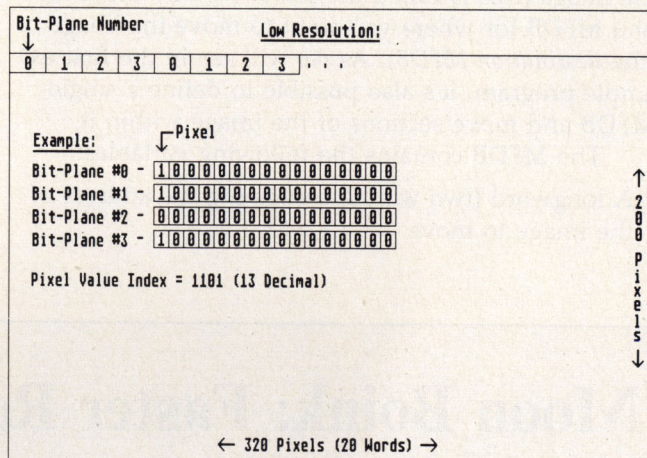 Bit-Plane Number
Low Resolution:
↓
0 1 2 3 0 1 2 3 . . .
Example:
Pixel
Bit-Plane #0 - 1000000000000000
Bit-Plane #1 - 1000000000000000
Bit-Plane #2 - 0000000000000000
Bit-Plane #3 - 1000000000000000
Pixel Value Index = 1101 (13 Decimal)
↑ 200 pixels ↓
← 320 Pixels (20 Words) →